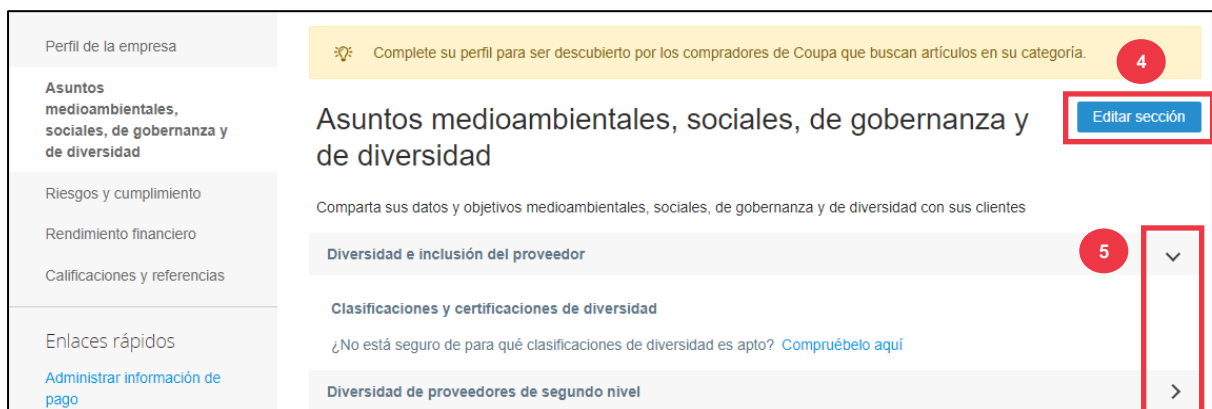 Perfil de la empresa
Asuntos
medioambientales,
sociales, de gobernanza y
de diversidad
Riesgos y cumplimiento
Rendimiento financiero
Calificaciones y referencias
Enlaces rápidos
Administrar información de
pago
Complete su perfil para ser descubierto por los compradores de Coupa que buscan artículos en su categoría.
4
Asuntos medioambientales, sociales, de gobernanza y
de diversidad
Editar sección
Comparta sus datos y objetivos medioambientales, sociales, de gobernanza y de diversidad con sus clientes
Diversidad e inclusión del proveedor
5
Clasificaciones y certificaciones de diversidad
¿No está seguro de para qué clasificaciones de diversidad es apto? Compruébelo aquí
Diversidad de proveedores de segundo nivel